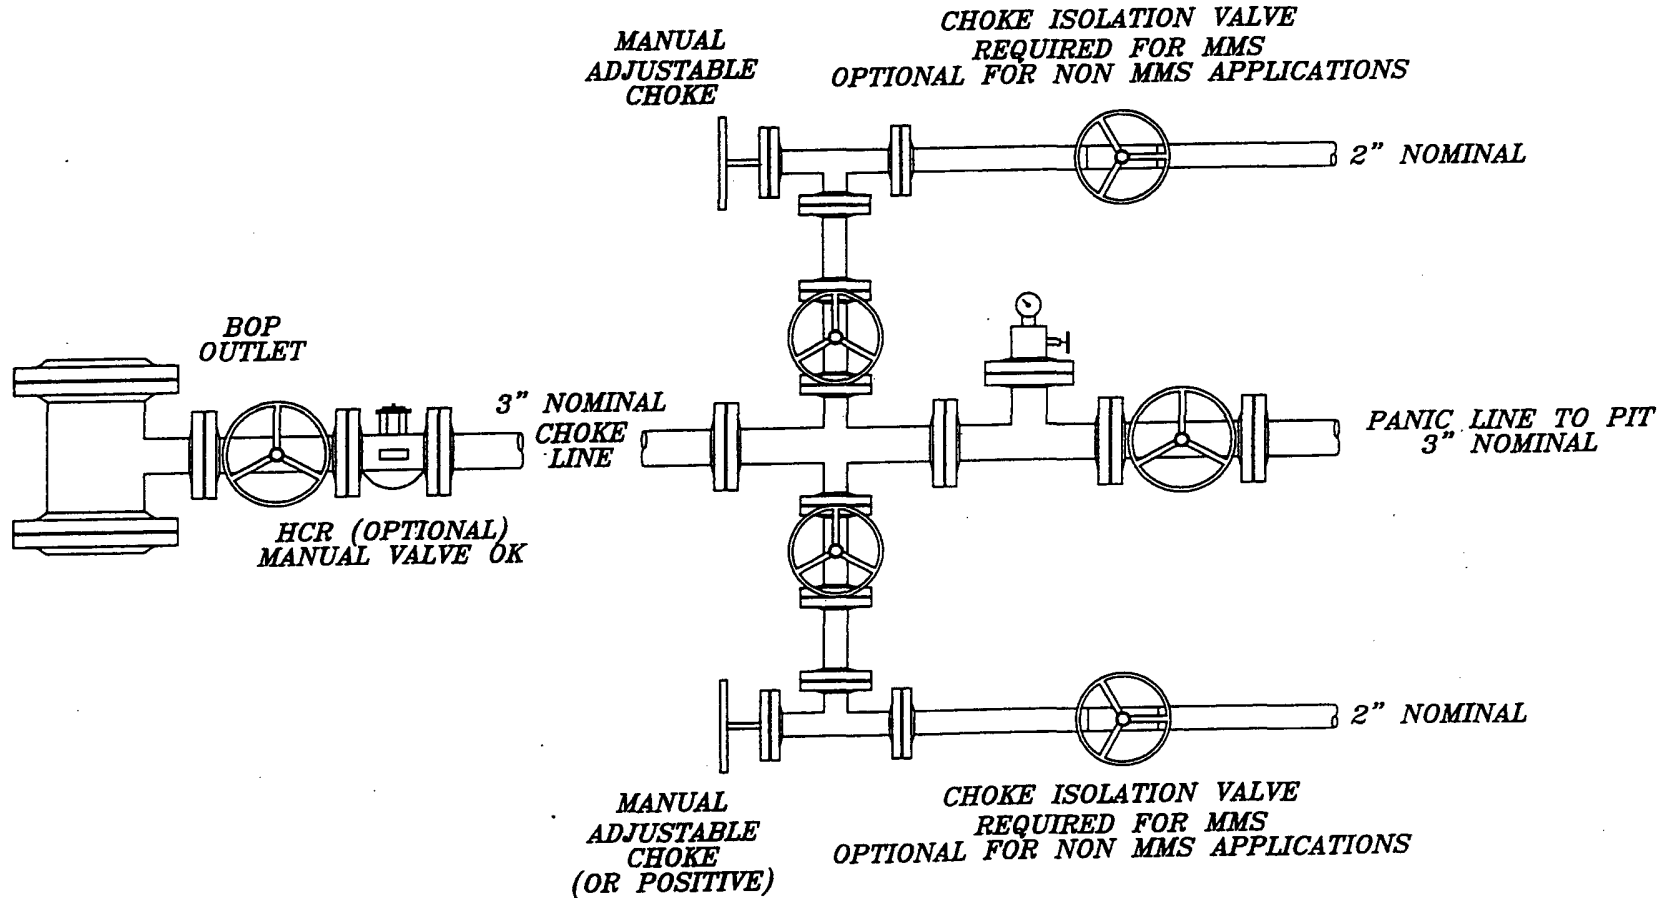 CHOKE ISOLATION VALVE
REQUIRED FOR MMS
OPTIONAL FOR NON MMS APPLICATIONS
MANUAL
ADJUSTABLE
CHOKE
2" NOMINAL
BOP
OUTLET
3" NOMINAL
CHOKE
LINE
PANIC LINE TO PIT
3" NOMINAL
HCR (OPTIONAL)
MANUAL VALVE OK
2" NOMINAL
MANUAL
ADJUSTABLE
CHOKE
(OR POSITIVE)
CHOKE ISOLATION VALVE
REQUIRED FOR MMS
OPTIONAL FOR NON MMS APPLICATIONS